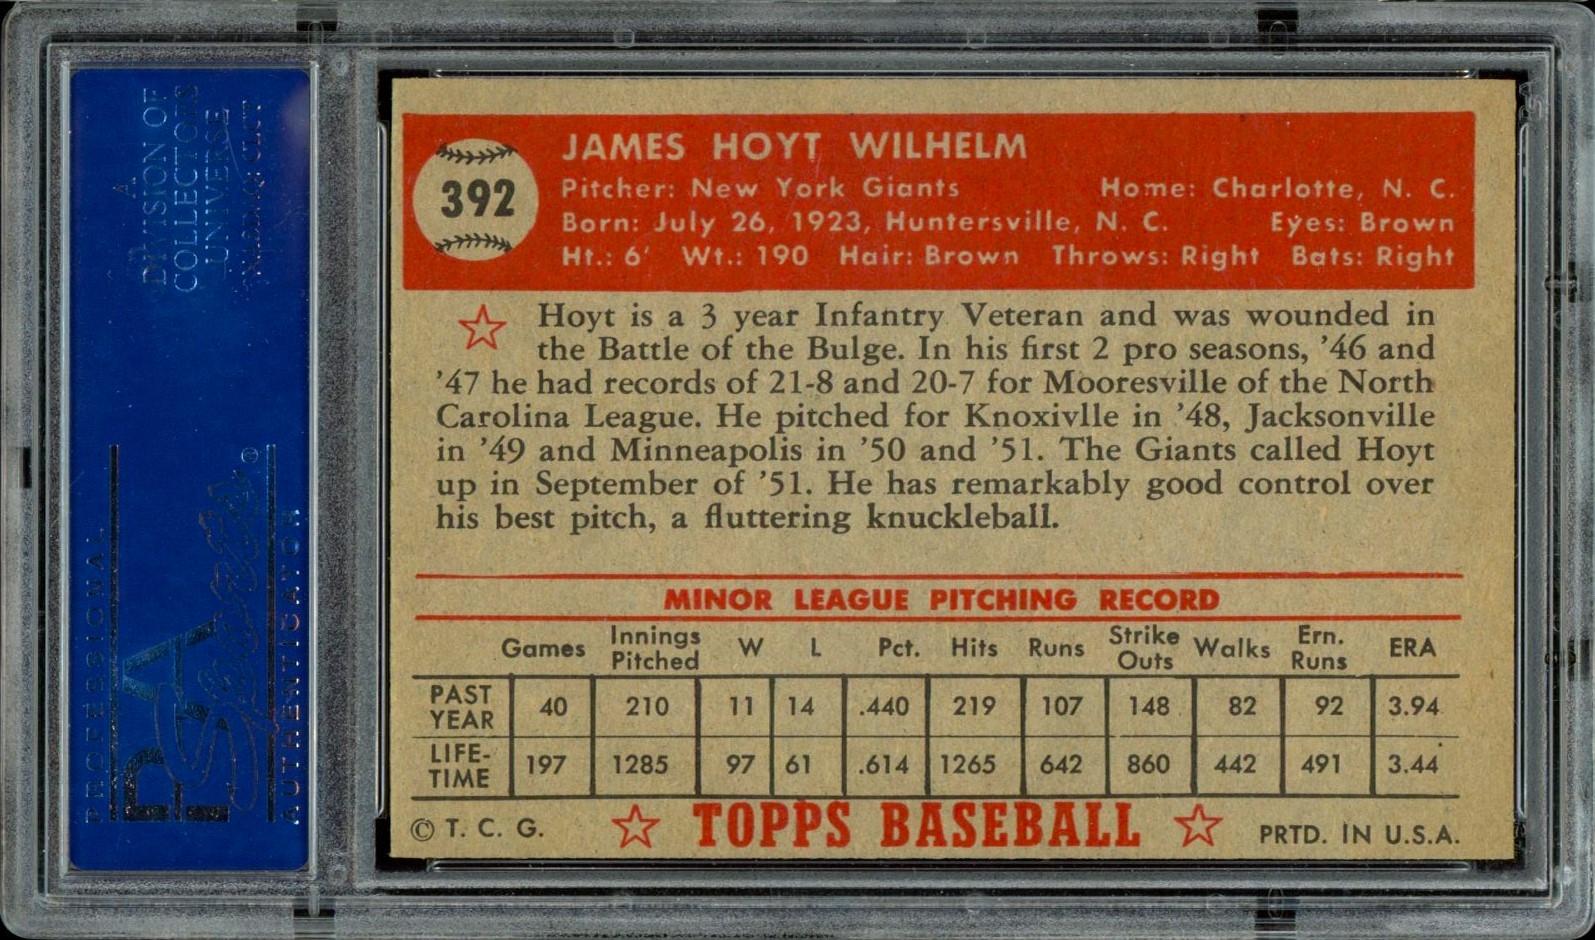 392
JAMES HOYT WILHELM
Pitcher: New York Giants Home: Charlotte, N. C.
Born: July 26, 1923, Huntersville, N. C. Eyes: Brown
Ht.: 6' Wt.: 190 Hair: Brown Throws: Right Bats: Right
☆ Hoyt is a 3 year Infantry Veteran and was wounded in
the Battle of the Bulge. In his first 2 pro seasons, '46 and
'47 he had records of 21-8 and 20-7 for Mooresville of the North
Carolina League. He pitched for Knoxivlle in '48, Jacksonville
in '49 and Minneapolis in '50 and '51. The Giants called Hoyt
up in September of '51. He has remarkably good control over
his best pitch, a fluttering knuckleball.
MINOR LEAGUE PITCHING RECORD
Games Innings Pitched W L Pct. Hits Runs Strike Outs Walks Ern. Runs ERA
PAST YEAR 40 210 11 14 .440 219 107 148 82 92 3.94
LIFE-TIME 197 1285 97 61 .614 1265 642 860 442 491 3.44
© T. C. G. ☆ TOPPS BASEBALL ☆ PRTD. IN U.S.A.
A
DIVISION OF
COLLECTORS
UNIVERSE
NASDAQ: CLCT
PROFESSIONAL
PSA
®
AUTHENTICATOR